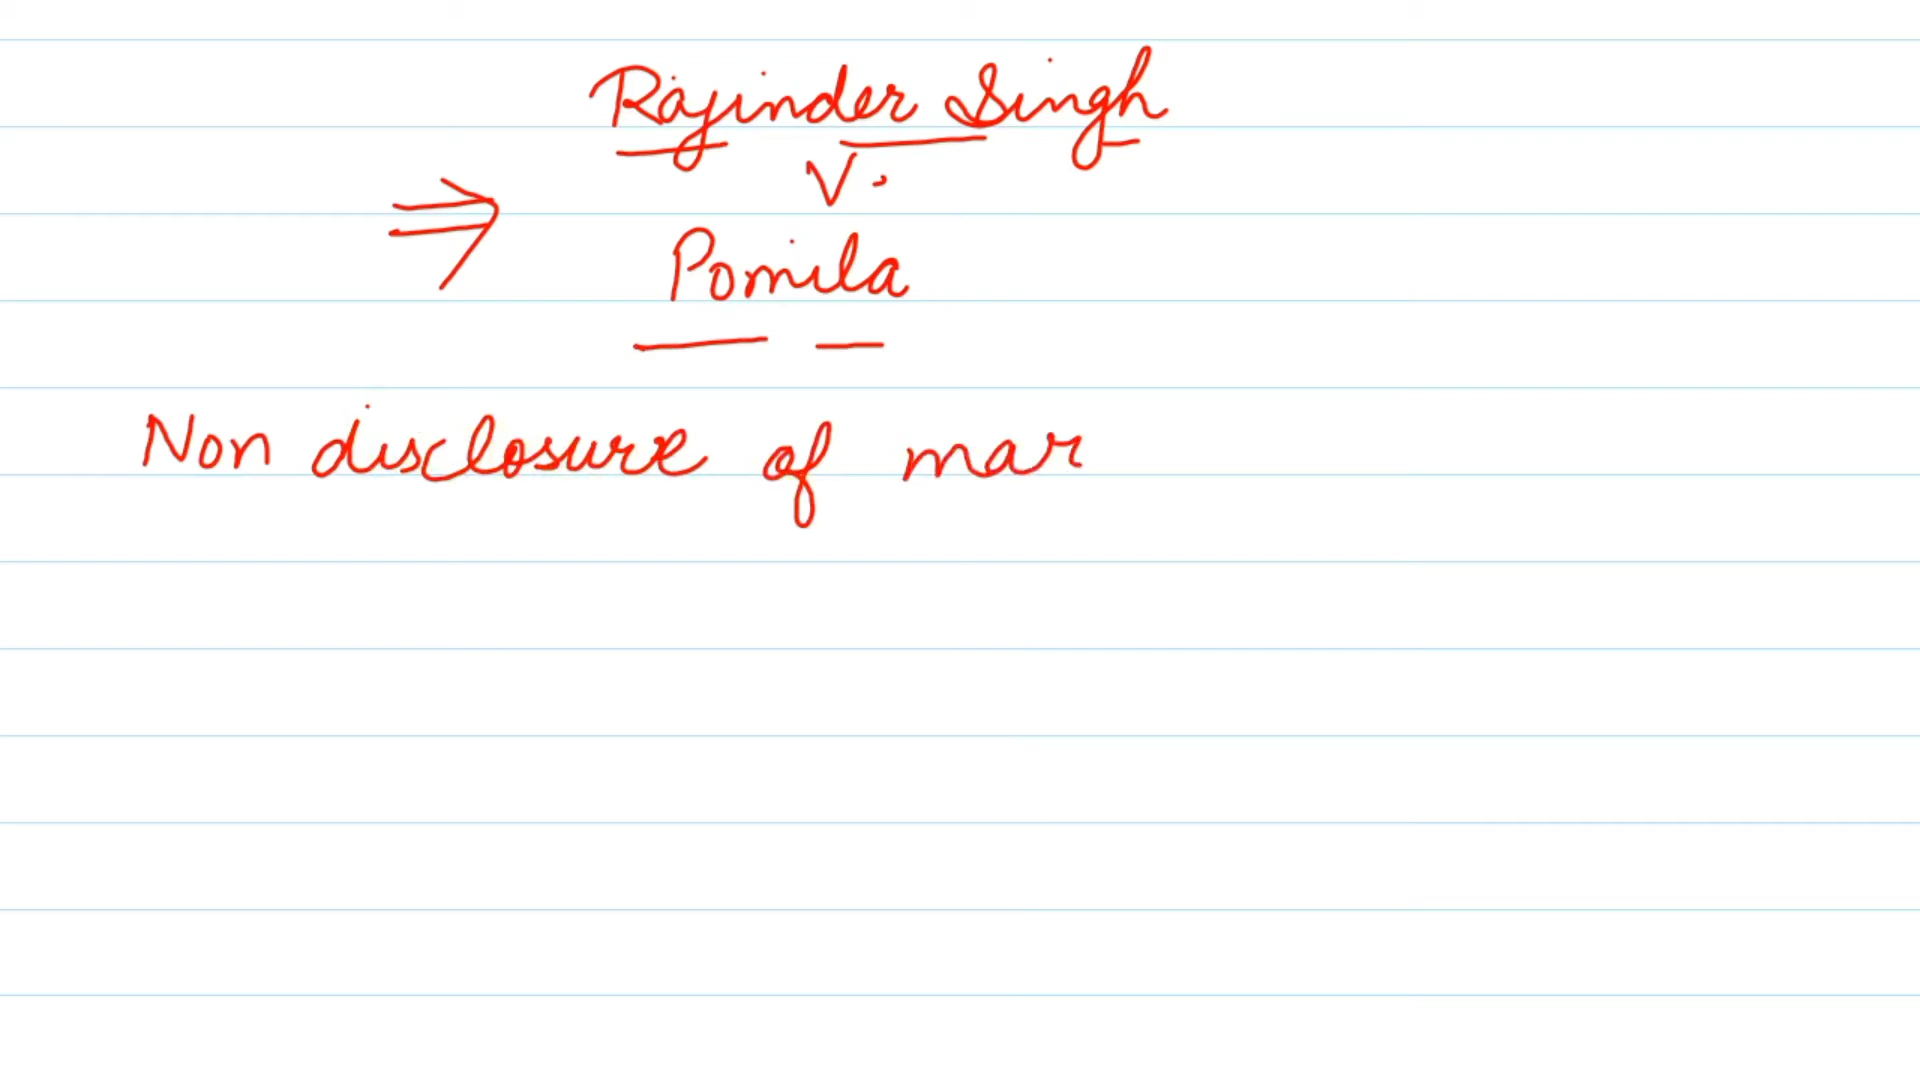 Rajinder Singh
V.
⇒ Pomila
Non disclosure of mar